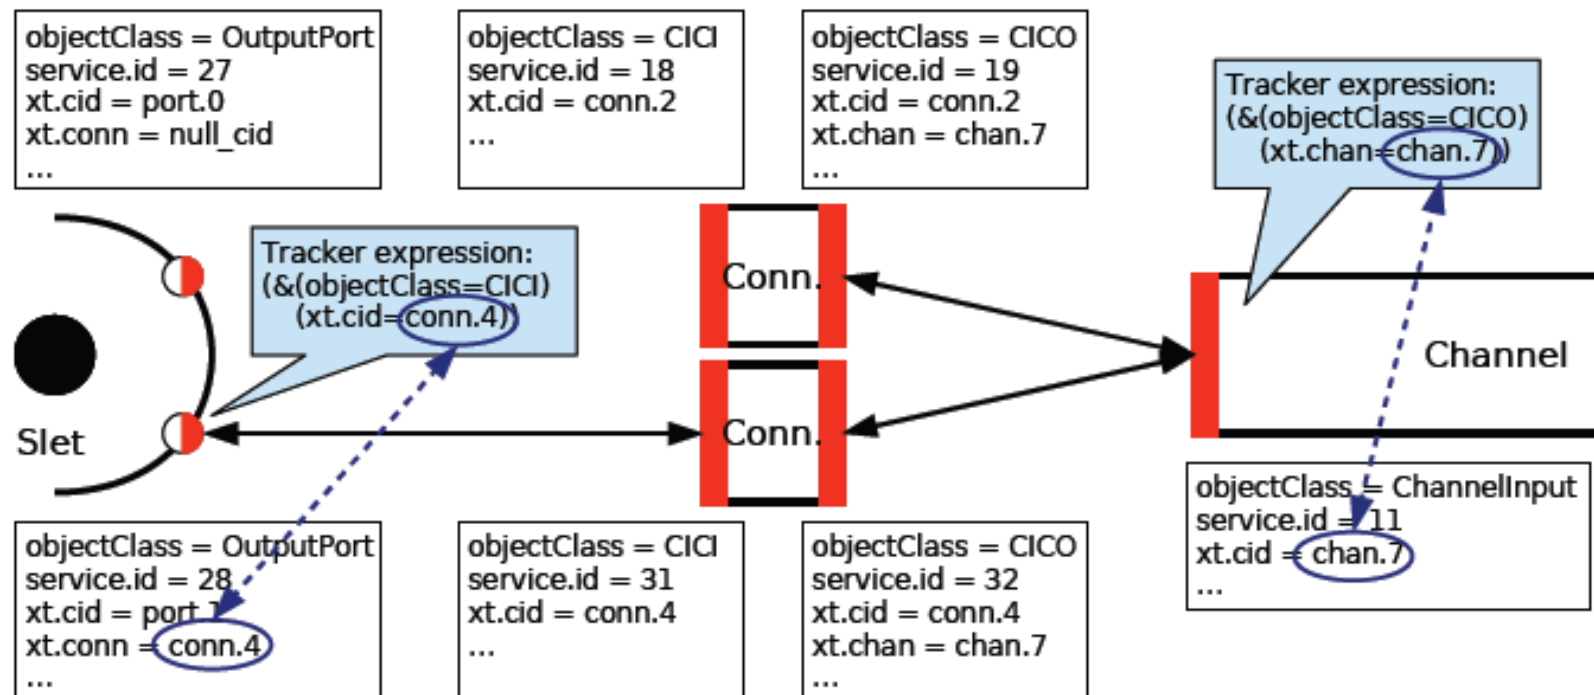 objectClass = OutputPort
service.id = 27
xt.cid = port.0
xt.conn = null_cid
...
objectClass = CICI
service.id = 18
xt.cid = conn.2
...
objectClass = CICO
service.id = 19
xt.cid = conn.2
xt.chan = chan.7
...
Tracker expression:
(&(objectClass=CICO)
(xt.chan=chan.7))
Tracker expression:
(&(objectClass=CICI)
(xt.cid=conn.4))
Conn.
Conn.
Channel
Slet
objectClass = OutputPort
service.id = 28
xt.cid = port.1
xt.conn = conn.4
...
objectClass = CICI
service.id = 31
xt.cid = conn.4
...
objectClass = CICO
service.id = 32
xt.cid = conn.4
xt.chan = chan.7
...
objectClass = ChannelInput
service.id = 11
xt.cid = chan.7
...